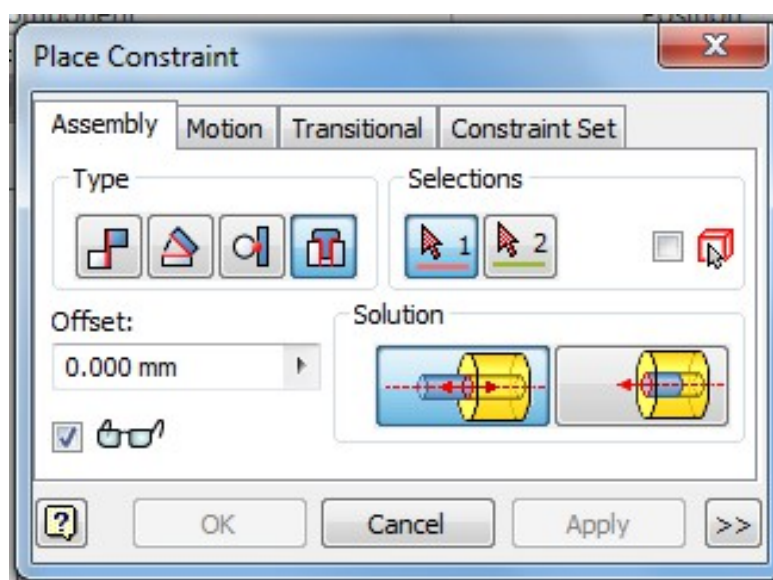 Place Constraint
Assembly Motion Transitional Constraint Set
Type
Selections
1 2
Offset:
0.000 mm
Solution
? OK Cancel Apply >>